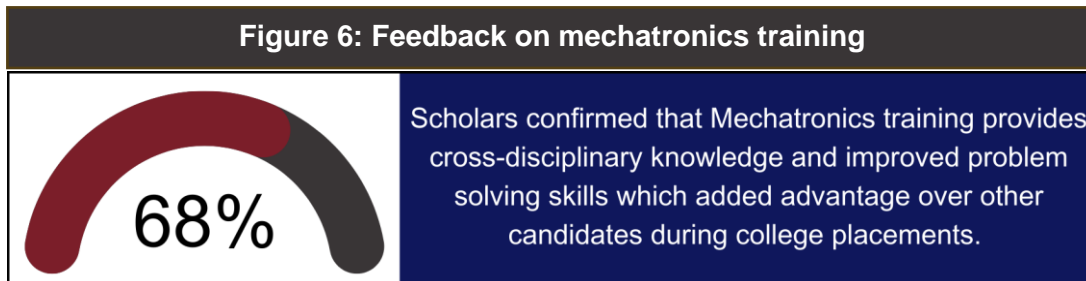 Figure 6: Feedback on mechatronics training
68%
Scholars confirmed that Mechatronics training provides
cross-disciplinary knowledge and improved problem
solving skills which added advantage over other
candidates during college placements.